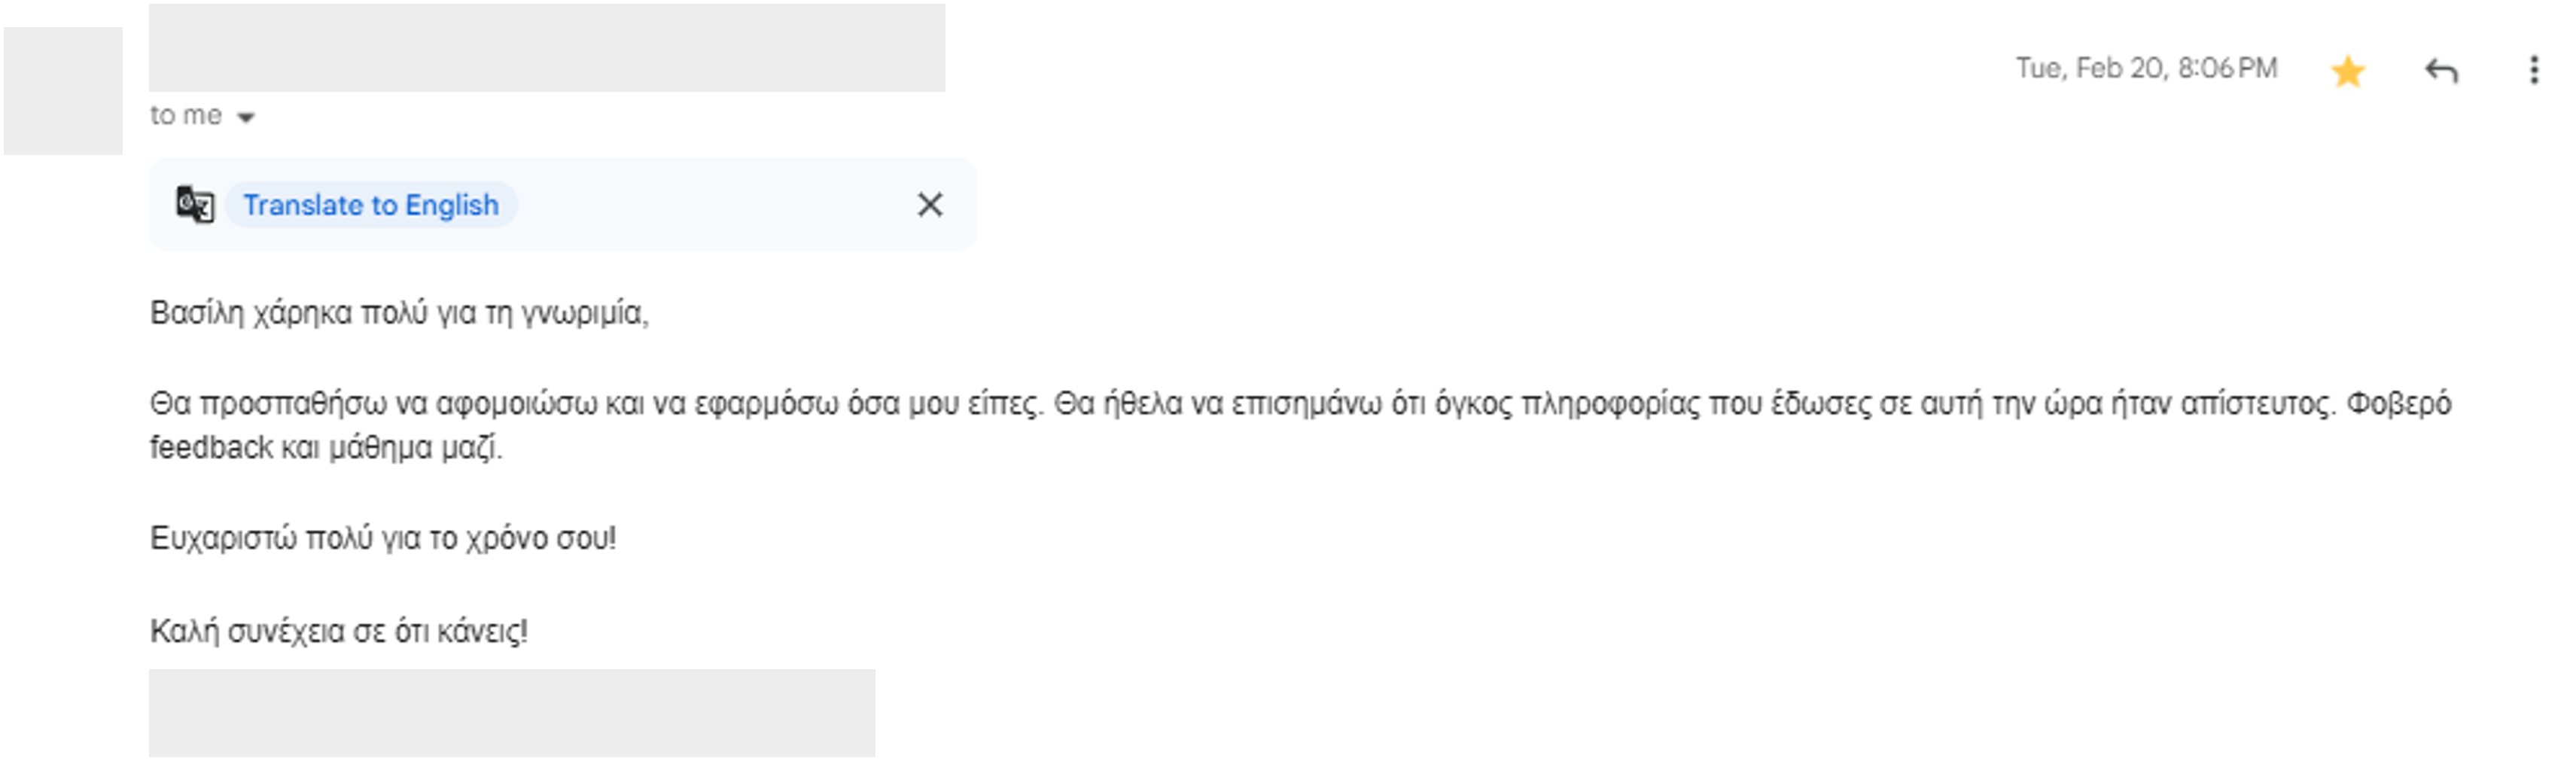 Tue, Feb 20, 8:06 PM
to me
Translate to English
Βασίλη χάρηκα πολύ για τη γνωριμία,
Θα προσπαθήσω να αφομοιώσω και να εφαρμόσω όσα μου είπες. Θα ήθελα να επισημάνω ότι όγκος πληροφορίας που έδωσες σε αυτή την ώρα ήταν απίστευτος. Φοβερό
feedback και μάθημα μαζί.
Ευχαριστώ πολύ για το χρόνο σου!
Καλή συνέχεια σε ότι κάνεις!